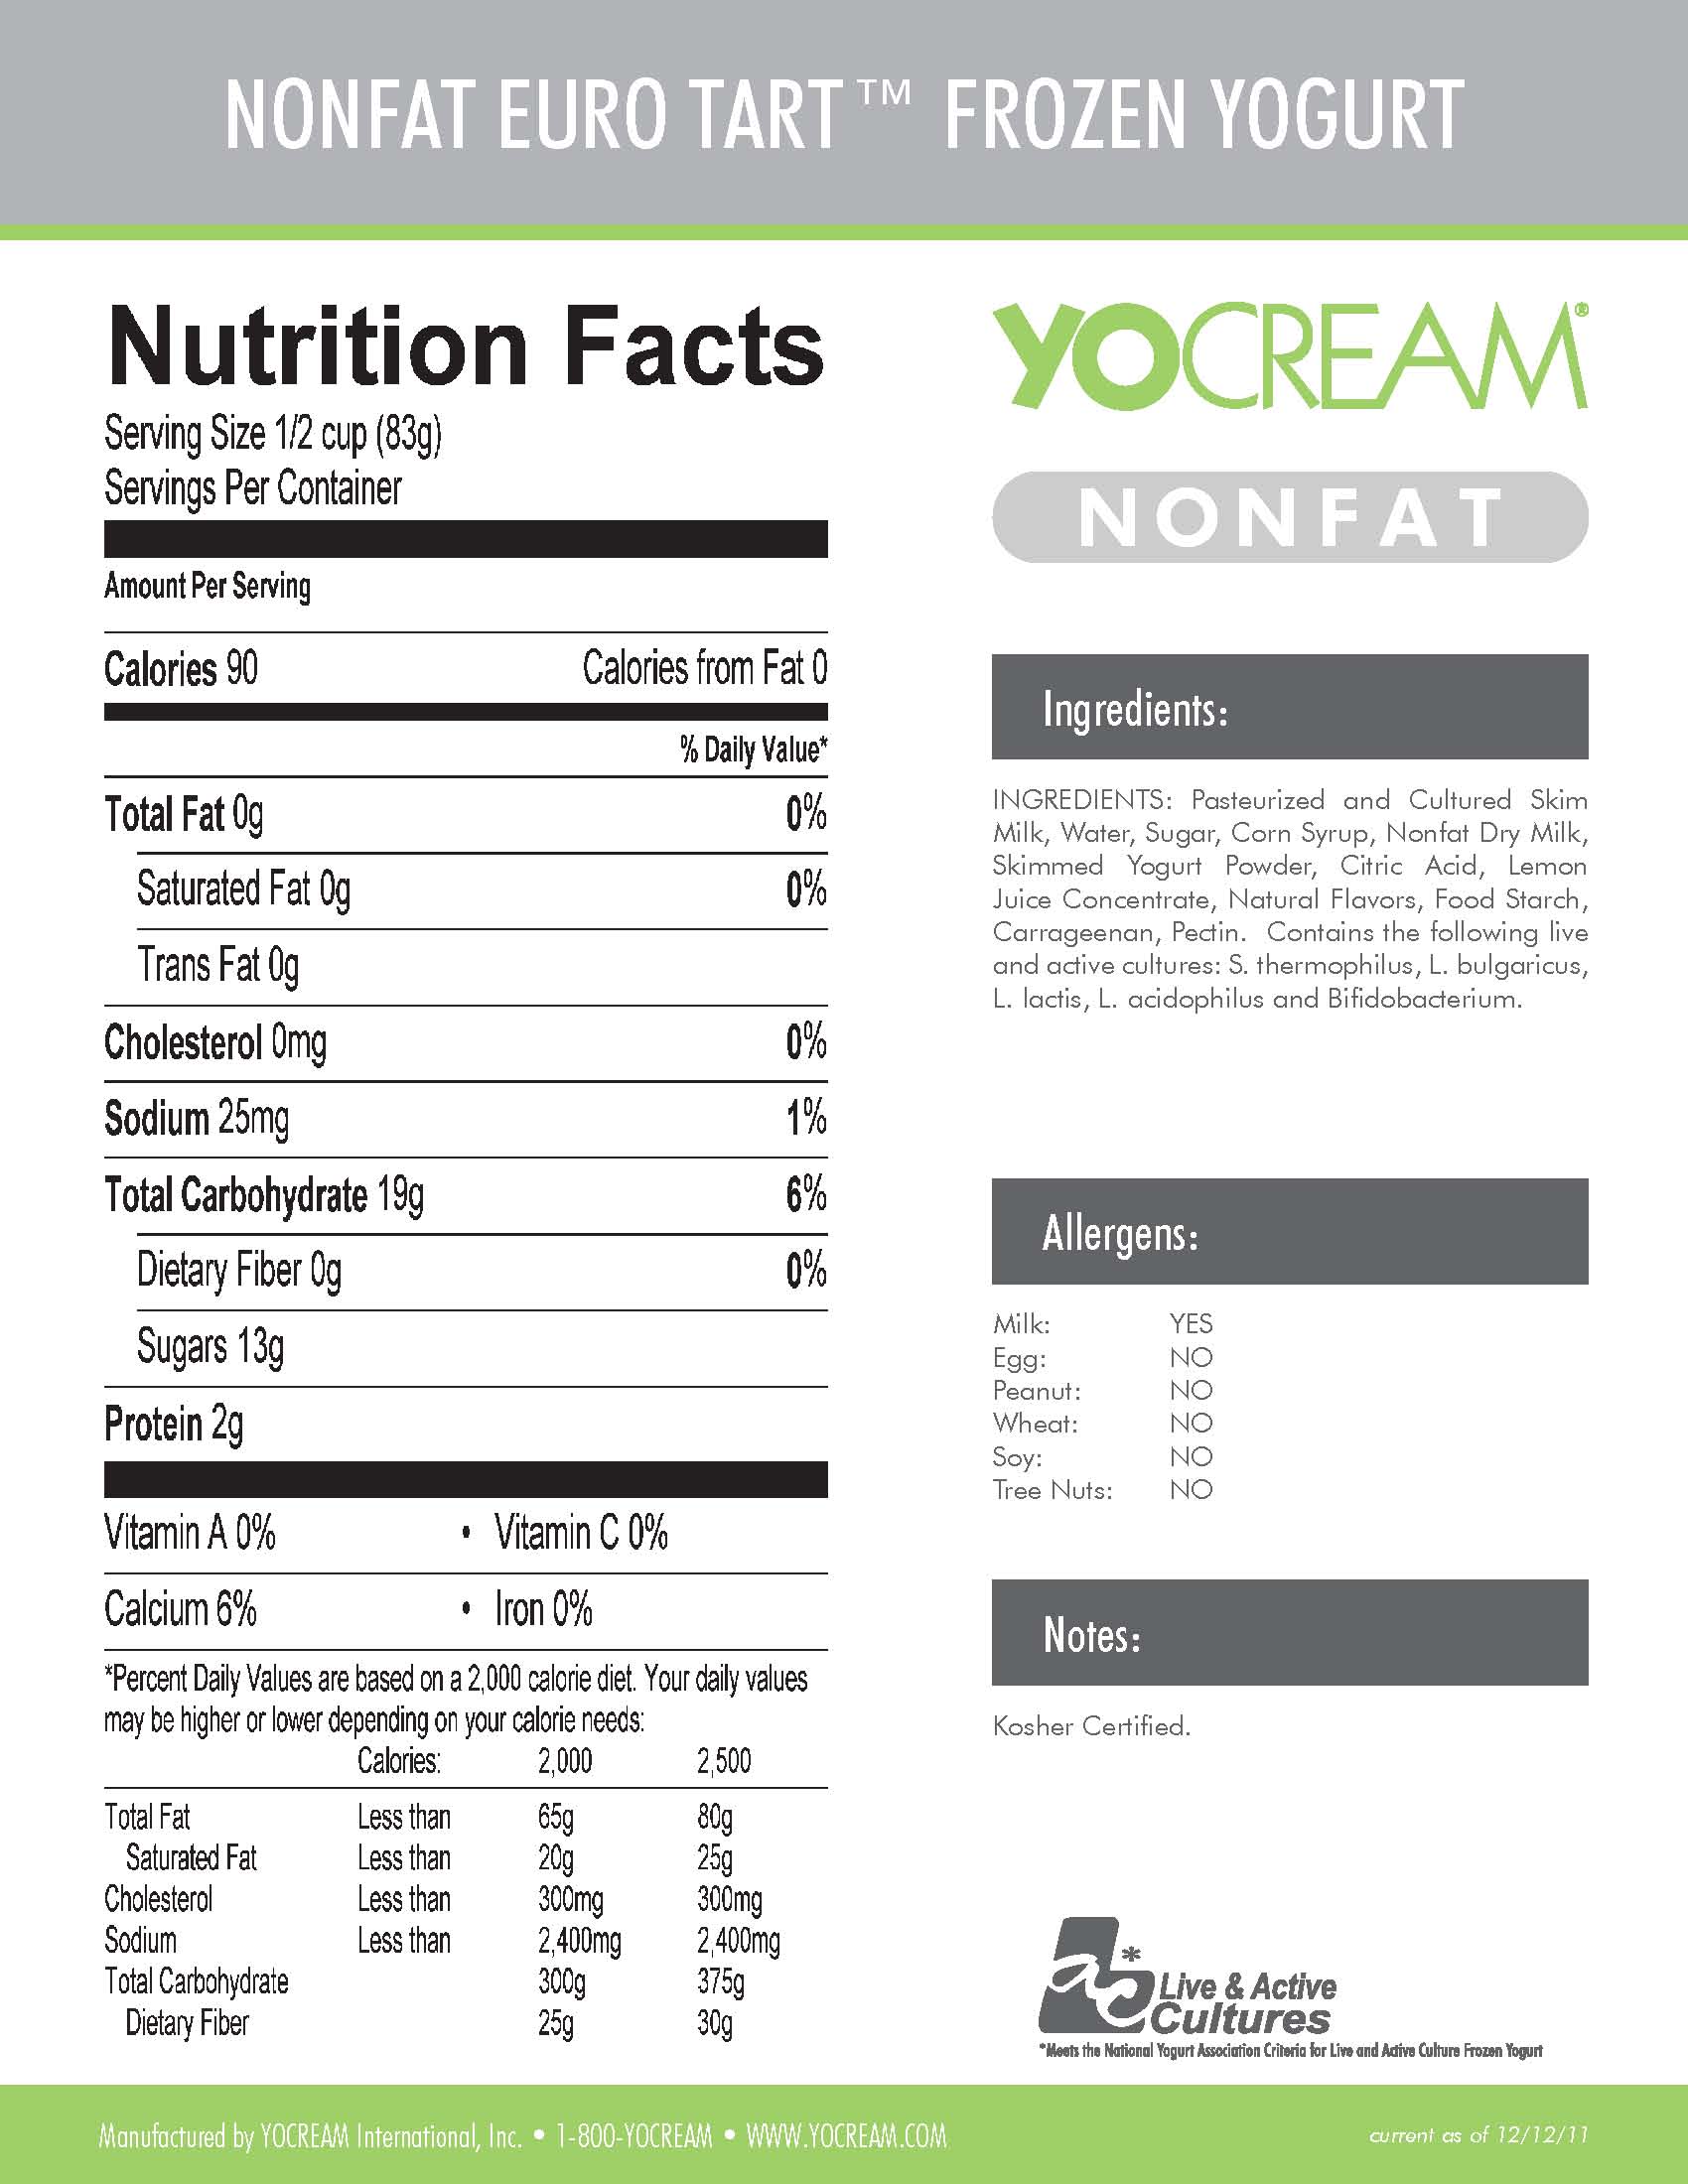 NONFAT EURO TART™ FROZEN YOGURT
Nutrition Facts
Serving Size 1/2 cup (83g)
Servings Per Container
Amount Per Serving
Calories 90 Calories from Fat 0
% Daily Value*
Total Fat 0g 0%
Saturated Fat 0g 0%
Trans Fat 0g
Cholesterol 0mg 0%
Sodium 25mg 1%
Total Carbohydrate 19g 6%
Dietary Fiber 0g 0%
Sugars 13g
Protein 2g
Vitamin A 0% • Vitamin C 0%
Calcium 6% • Iron 0%
*Percent Daily Values are based on a 2,000 calorie diet. Your daily values
may be higher or lower depending on your calorie needs:
Calories: 2,000 2,500
Total Fat Less than 65g 80g
Saturated Fat Less than 20g 25g
Cholesterol Less than 300mg 300mg
Sodium Less than 2,400mg 2,400mg
Total Carbohydrate 300g 375g
Dietary Fiber 25g 30g
YOCREAM®
NONFAT
Ingredients:
INGREDIENTS: Pasteurized and Cultured Skim
Milk, Water, Sugar, Corn Syrup, Nonfat Dry Milk,
Skimmed Yogurt Powder, Citric Acid, Lemon
Juice Concentrate, Natural Flavors, Food Starch,
Carrageenan, Pectin. Contains the following live
and active cultures: S. thermophilus, L. bulgaricus,
L. lactis, L. acidophilus and Bifidobacterium.
Allergens:
Milk: YES
Egg: NO
Peanut: NO
Wheat: NO
Soy: NO
Tree Nuts: NO
Notes:
Kosher Certified.
ac*
Live & Active
Cultures
*Meets the National Yogurt Association Criteria for Live and Active Culture Frozen Yogurt
Manufactured by YOCREAM International, Inc. • 1-800-YOCREAM • WWW.YOCREAM.COM
current as of 12/12/11